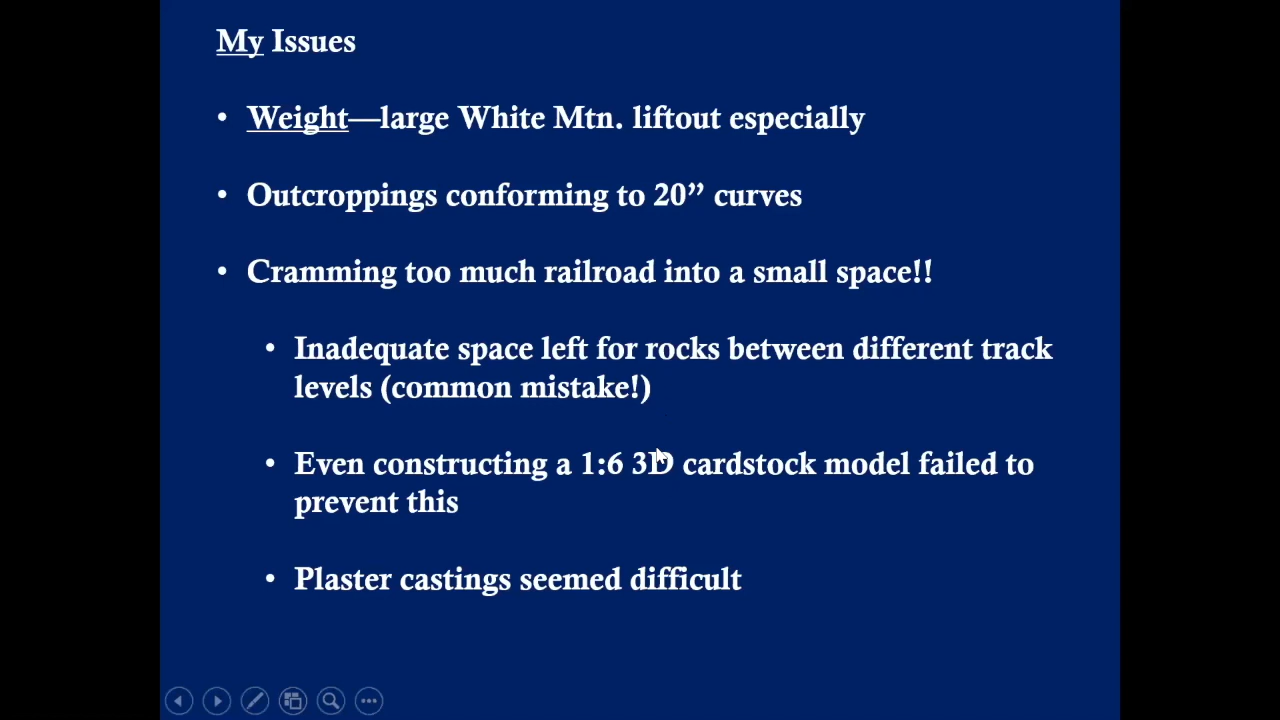 My Issues
• Weight—large White Mtn. liftout especially
• Outcroppings conforming to 20” curves
• Cramming too much railroad into a small space!!
• Inadequate space left for rocks between different track
levels (common mistake!)
• Even constructing a 1:6 3D cardstock model failed to
prevent this
• Plaster castings seemed difficult